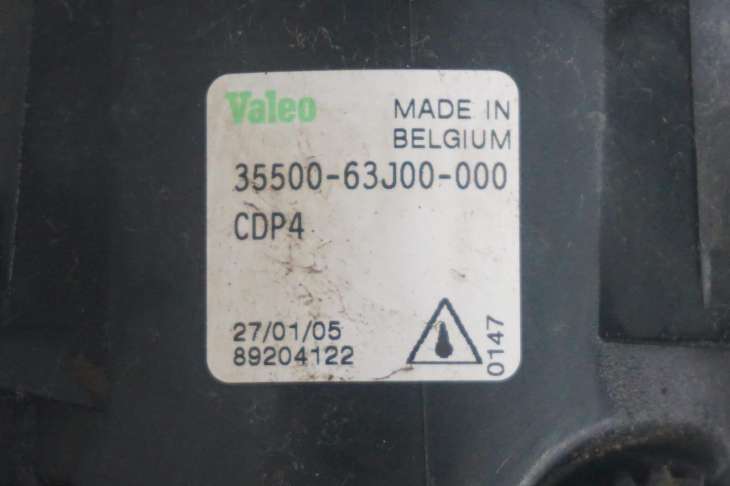 Valeo
MADE IN
BELGIUM
35500-63J00-000
CDP4
27/01/05
89204122
0147